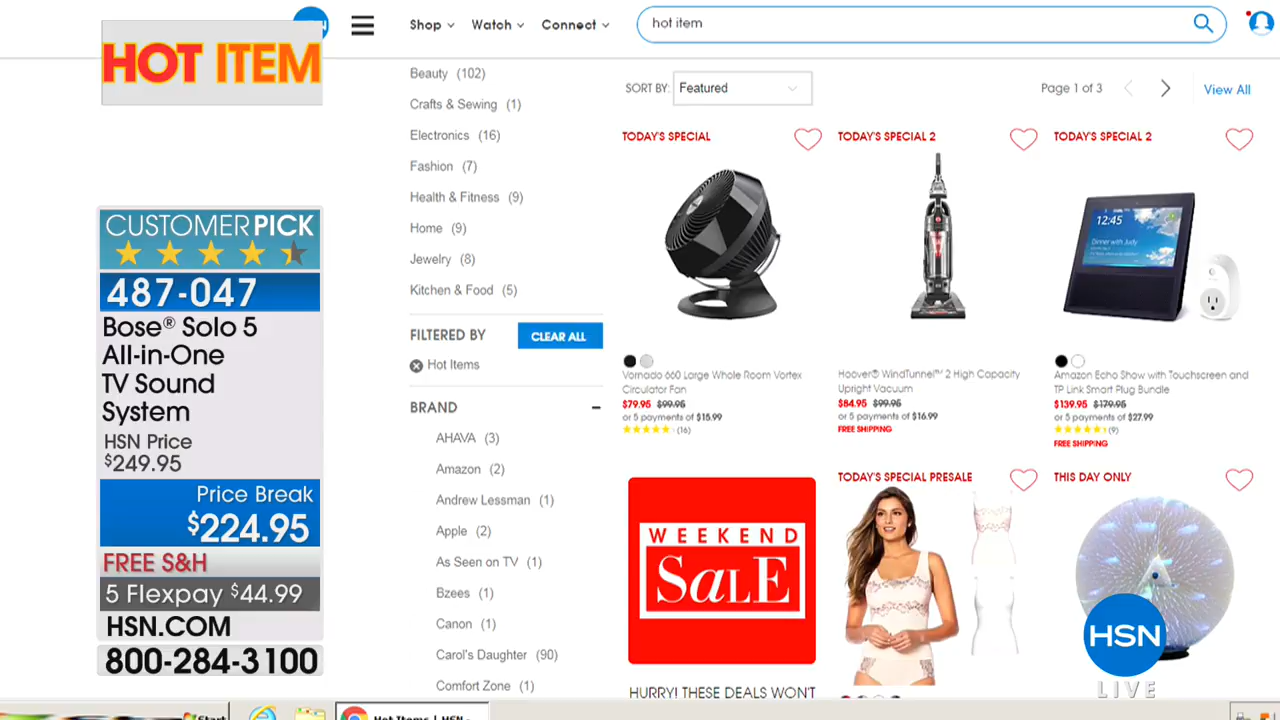 HOT ITEM
Shop
Watch
Connect
hot item
CUSTOMER PICK
487-047
Bose® Solo 5
All-in-One
TV Sound
System
HSN Price
$249.95
Price Break
$224.95
FREE S&H
5 Flexpay $44.99
HSN.COM
800-284-3100
Beauty (102)
Crafts & Sewing (1)
Electronics (16)
Fashion (7)
Health & Fitness (9)
Home (9)
Jewelry (8)
Kitchen & Food (5)
FILTERED BY
CLEAR ALL
Hot Items
BRAND
AHAVA (3)
Amazon (2)
Andrew Lessman (1)
Apple (2)
As Seen on TV (1)
Bzees (1)
Canon (1)
Carol's Daughter (90)
Comfort Zone (1)
SORT BY: Featured
Page 1 of 3
View All
TODAY'S SPECIAL
Vornado 660 Large Whole Room Vortex
Circulator Fan
$79.95 $99.95
or 5 payments of $15.99
(16)
TODAY'S SPECIAL 2
Hoover® WindTunnel™ 2 High Capacity
Upright Vacuum
$84.95 $99.95
or 5 payments of $16.99
FREE SHIPPING
TODAY'S SPECIAL 2
12:45
Dinner with Judy
Amazon Echo Show with Touchscreen and
TP Link Smart Plug Bundle
$139.95 $179.95
or 5 payments of $27.99
(9)
FREE SHIPPING
WEEKEND
SALE
HURRY! THESE DEALS WON'T
TODAY'S SPECIAL PRESALE
THIS DAY ONLY
HSN
LIVE
Start
Hot Items | HSN -